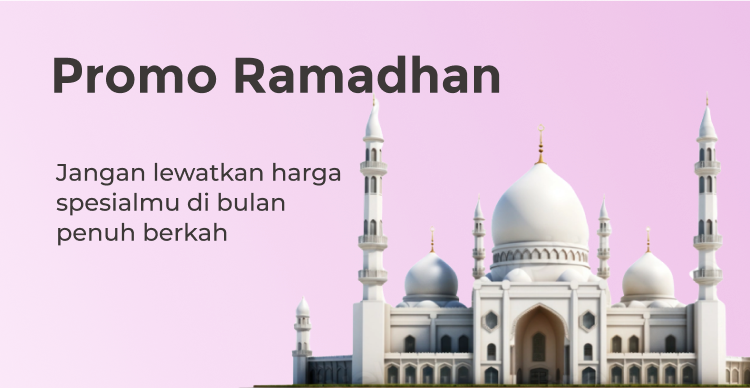 Promo Ramadhan
Jangan lewatkan harga
spesialmu di bulan
penuh berkah